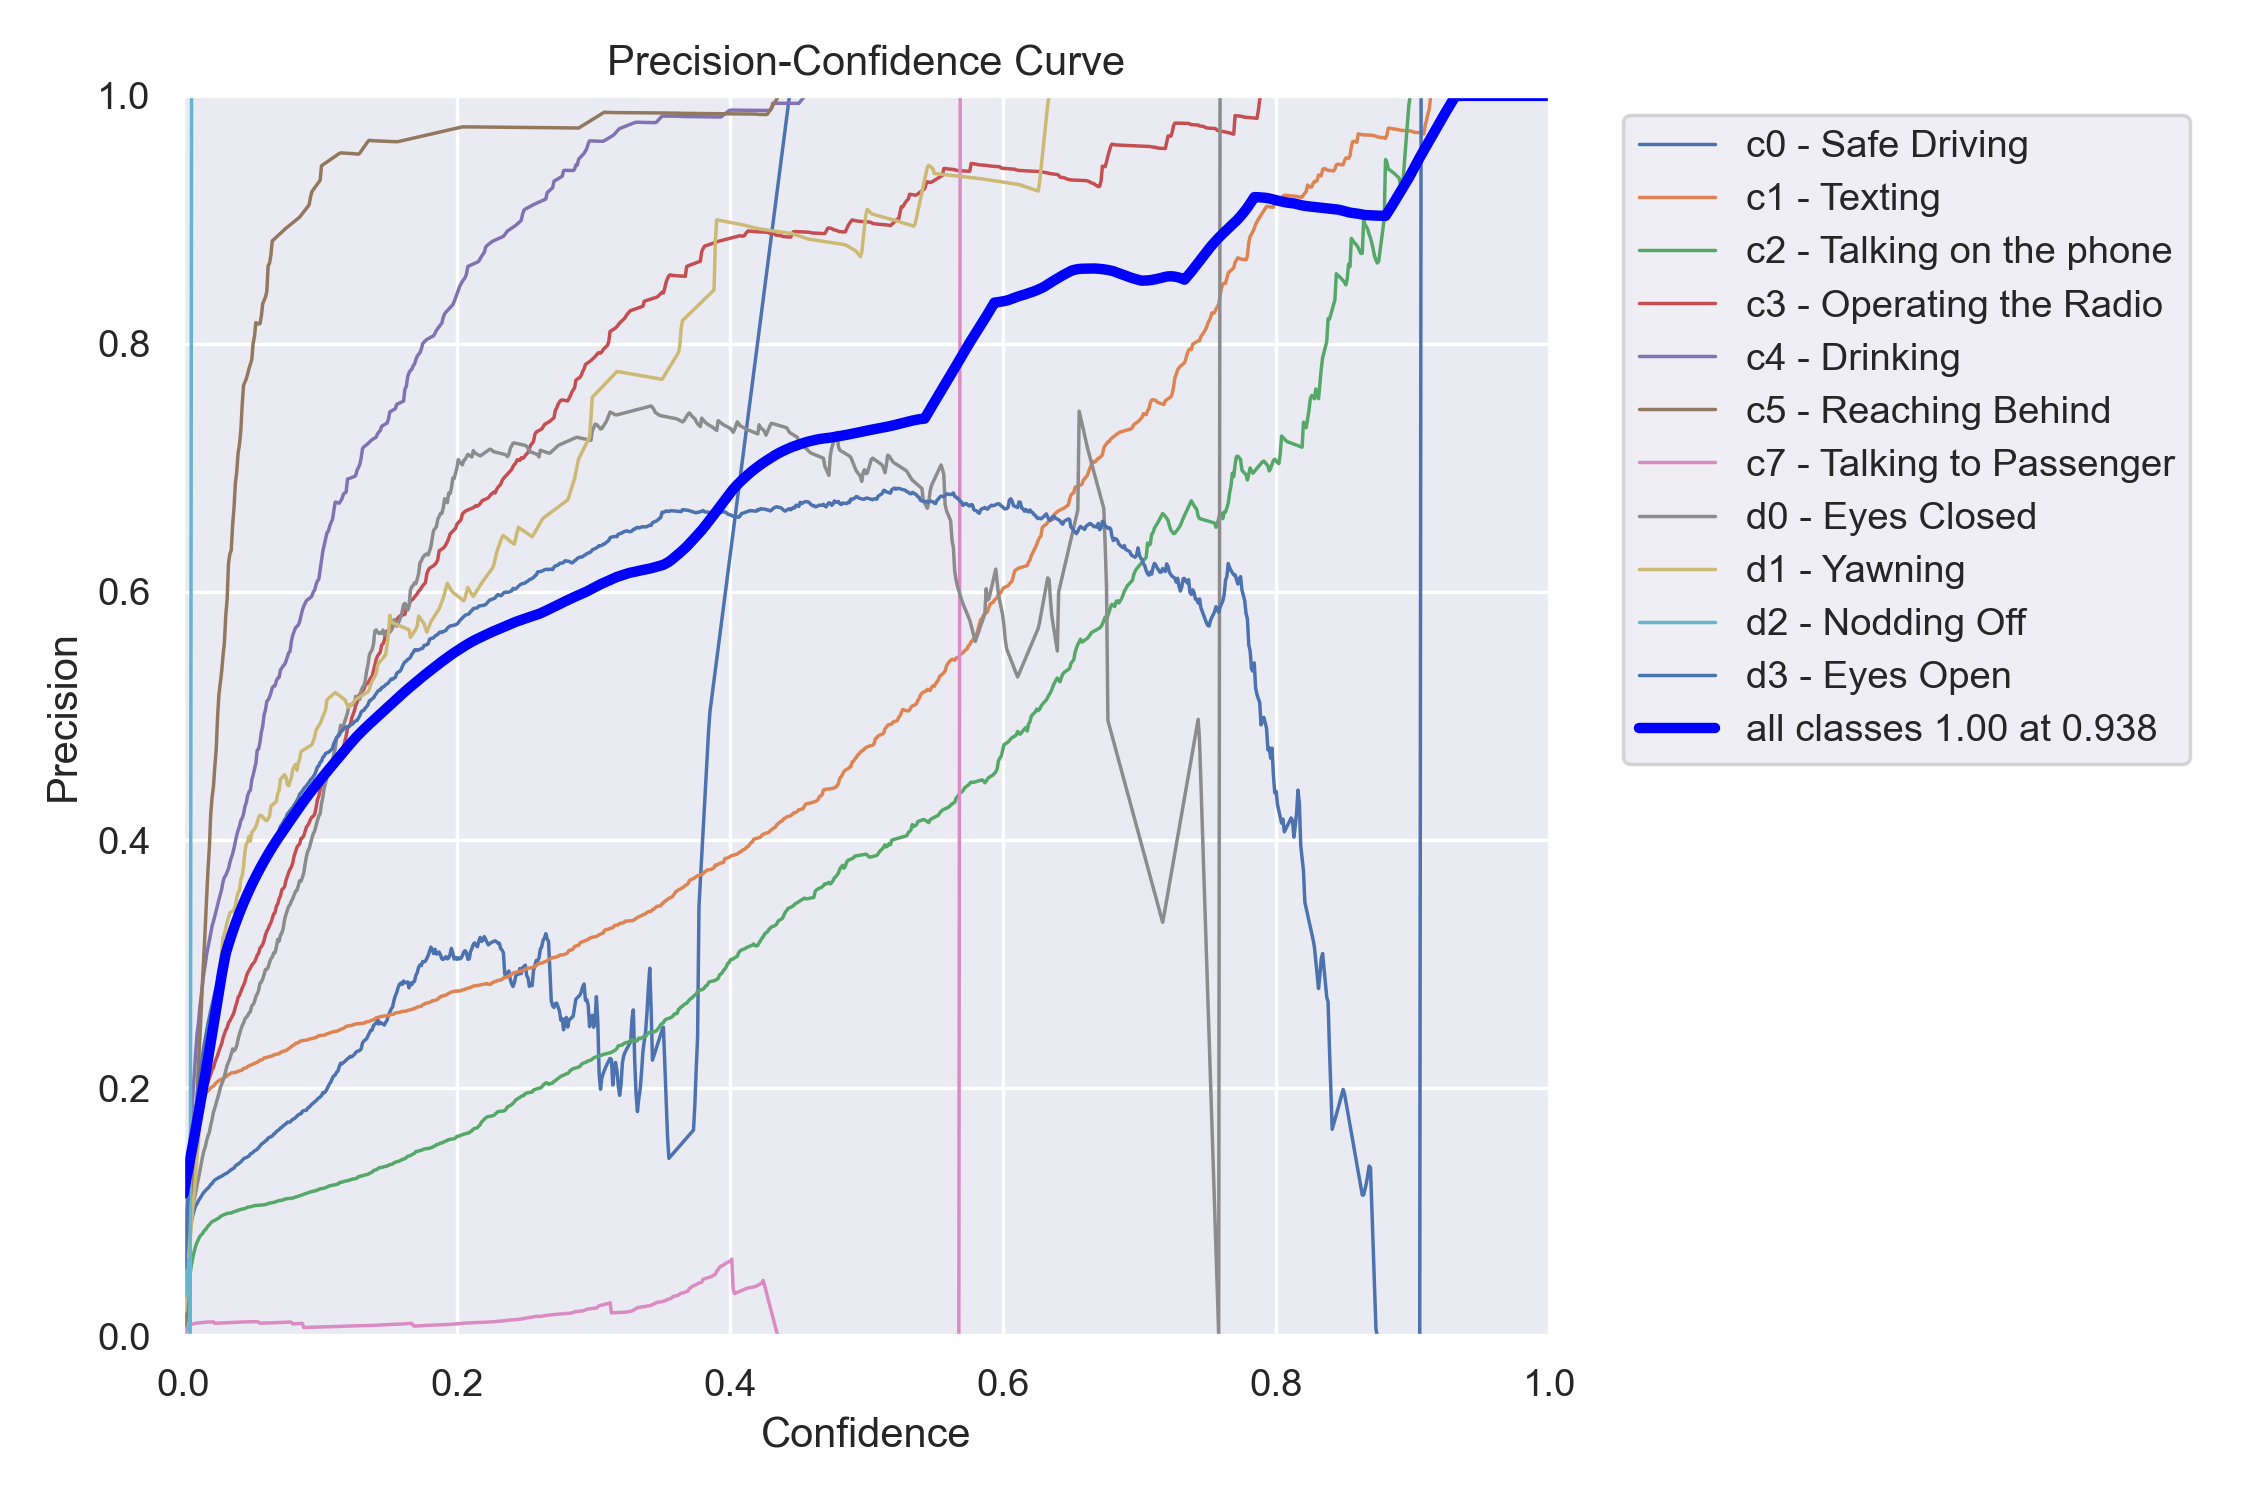 Precision-Confidence Curve
1.0
0.8
0.6
0.4
0.2
0.0
Precision
0.0 0.2 0.4 0.6 0.8 1.0
Confidence
c0 - Safe Driving
c1 - Texting
c2 - Talking on the phone
c3 - Operating the Radio
c4 - Drinking
c5 - Reaching Behind
c7 - Talking to Passenger
d0 - Eyes Closed
d1 - Yawning
d2 - Nodding Off
d3 - Eyes Open
all classes 1.00 at 0.938